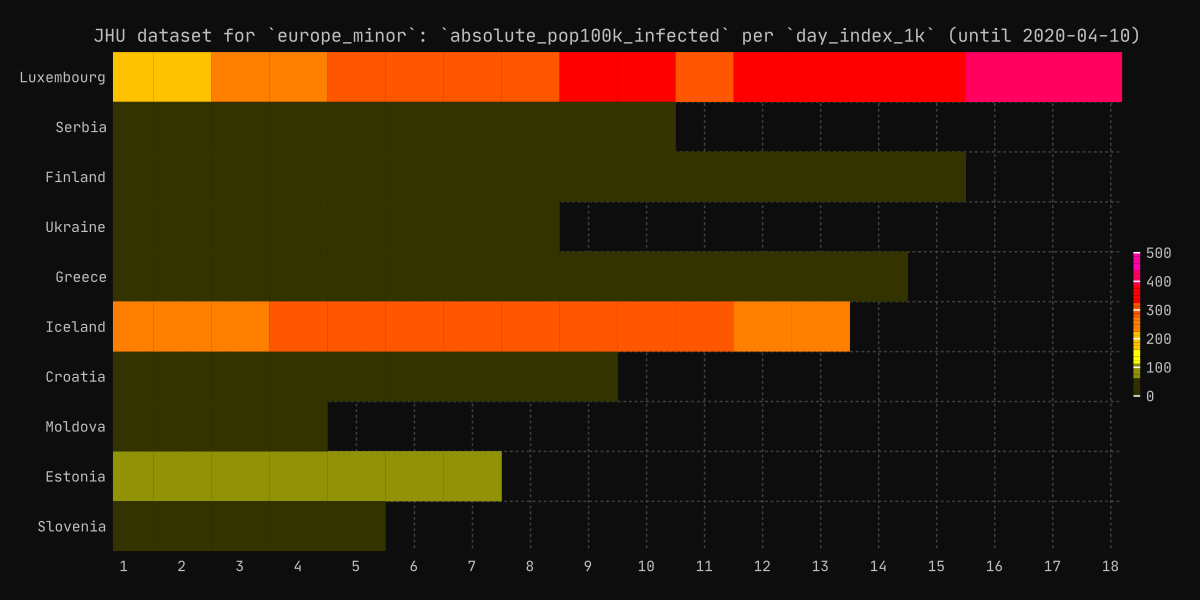 JHU dataset for `europe_minor`: `absolute_pop100k_infected` per `day_index_1k` (until 2020-04-10)
Luxembourg
Serbia
Finland
Ukraine
Greece
Iceland
Croatia
Moldova
Estonia
Slovenia
500
400
300
200
100
0
1 2 3 4 5 6 7 8 9 10 11 12 13 14 15 16 17 18